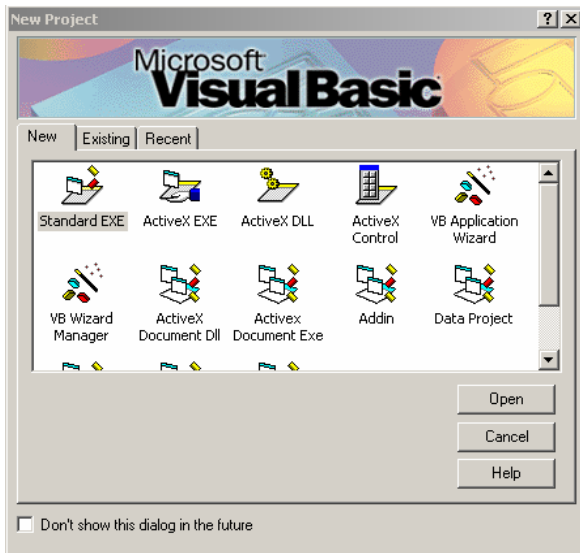 New Project
Microsoft
Visual Basic
New Existing Recent
Standard EXE ActiveX EXE ActiveX DLL ActiveX Control VB Application Wizard
VB Wizard Manager ActiveX Document Dll Activex Document Exe Addin Data Project
Open
Cancel
Help
Don't show this dialog in the future